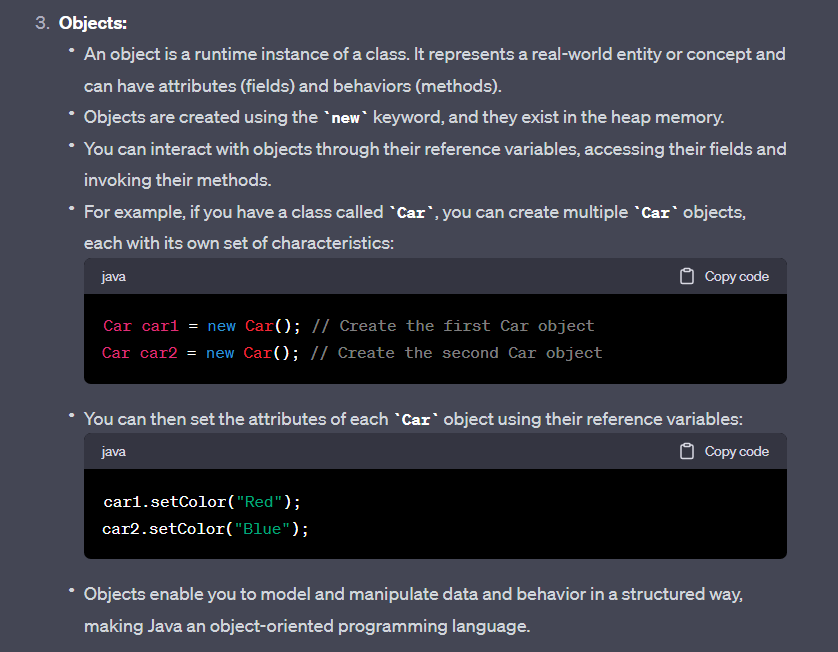 3. Objects:
• An object is a runtime instance of a class. It represents a real-world entity or concept and
can have attributes (fields) and behaviors (methods).
• Objects are created using the `new` keyword, and they exist in the heap memory.
• You can interact with objects through their reference variables, accessing their fields and
invoking their methods.
• For example, if you have a class called `Car`, you can create multiple `Car` objects,
each with its own set of characteristics:
java Copy code
Car car1 = new Car(); // Create the first Car object
Car car2 = new Car(); // Create the second Car object
• You can then set the attributes of each `Car` object using their reference variables:
java Copy code
car1.setColor("Red");
car2.setColor("Blue");
• Objects enable you to model and manipulate data and behavior in a structured way,
making Java an object-oriented programming language.